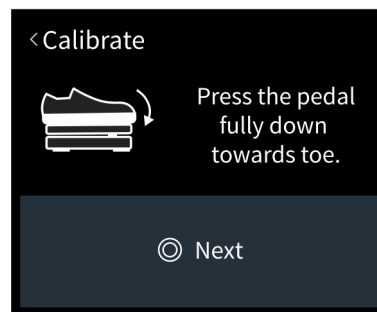 Calibrate
Press the pedal
fully down
towards toe.
Next